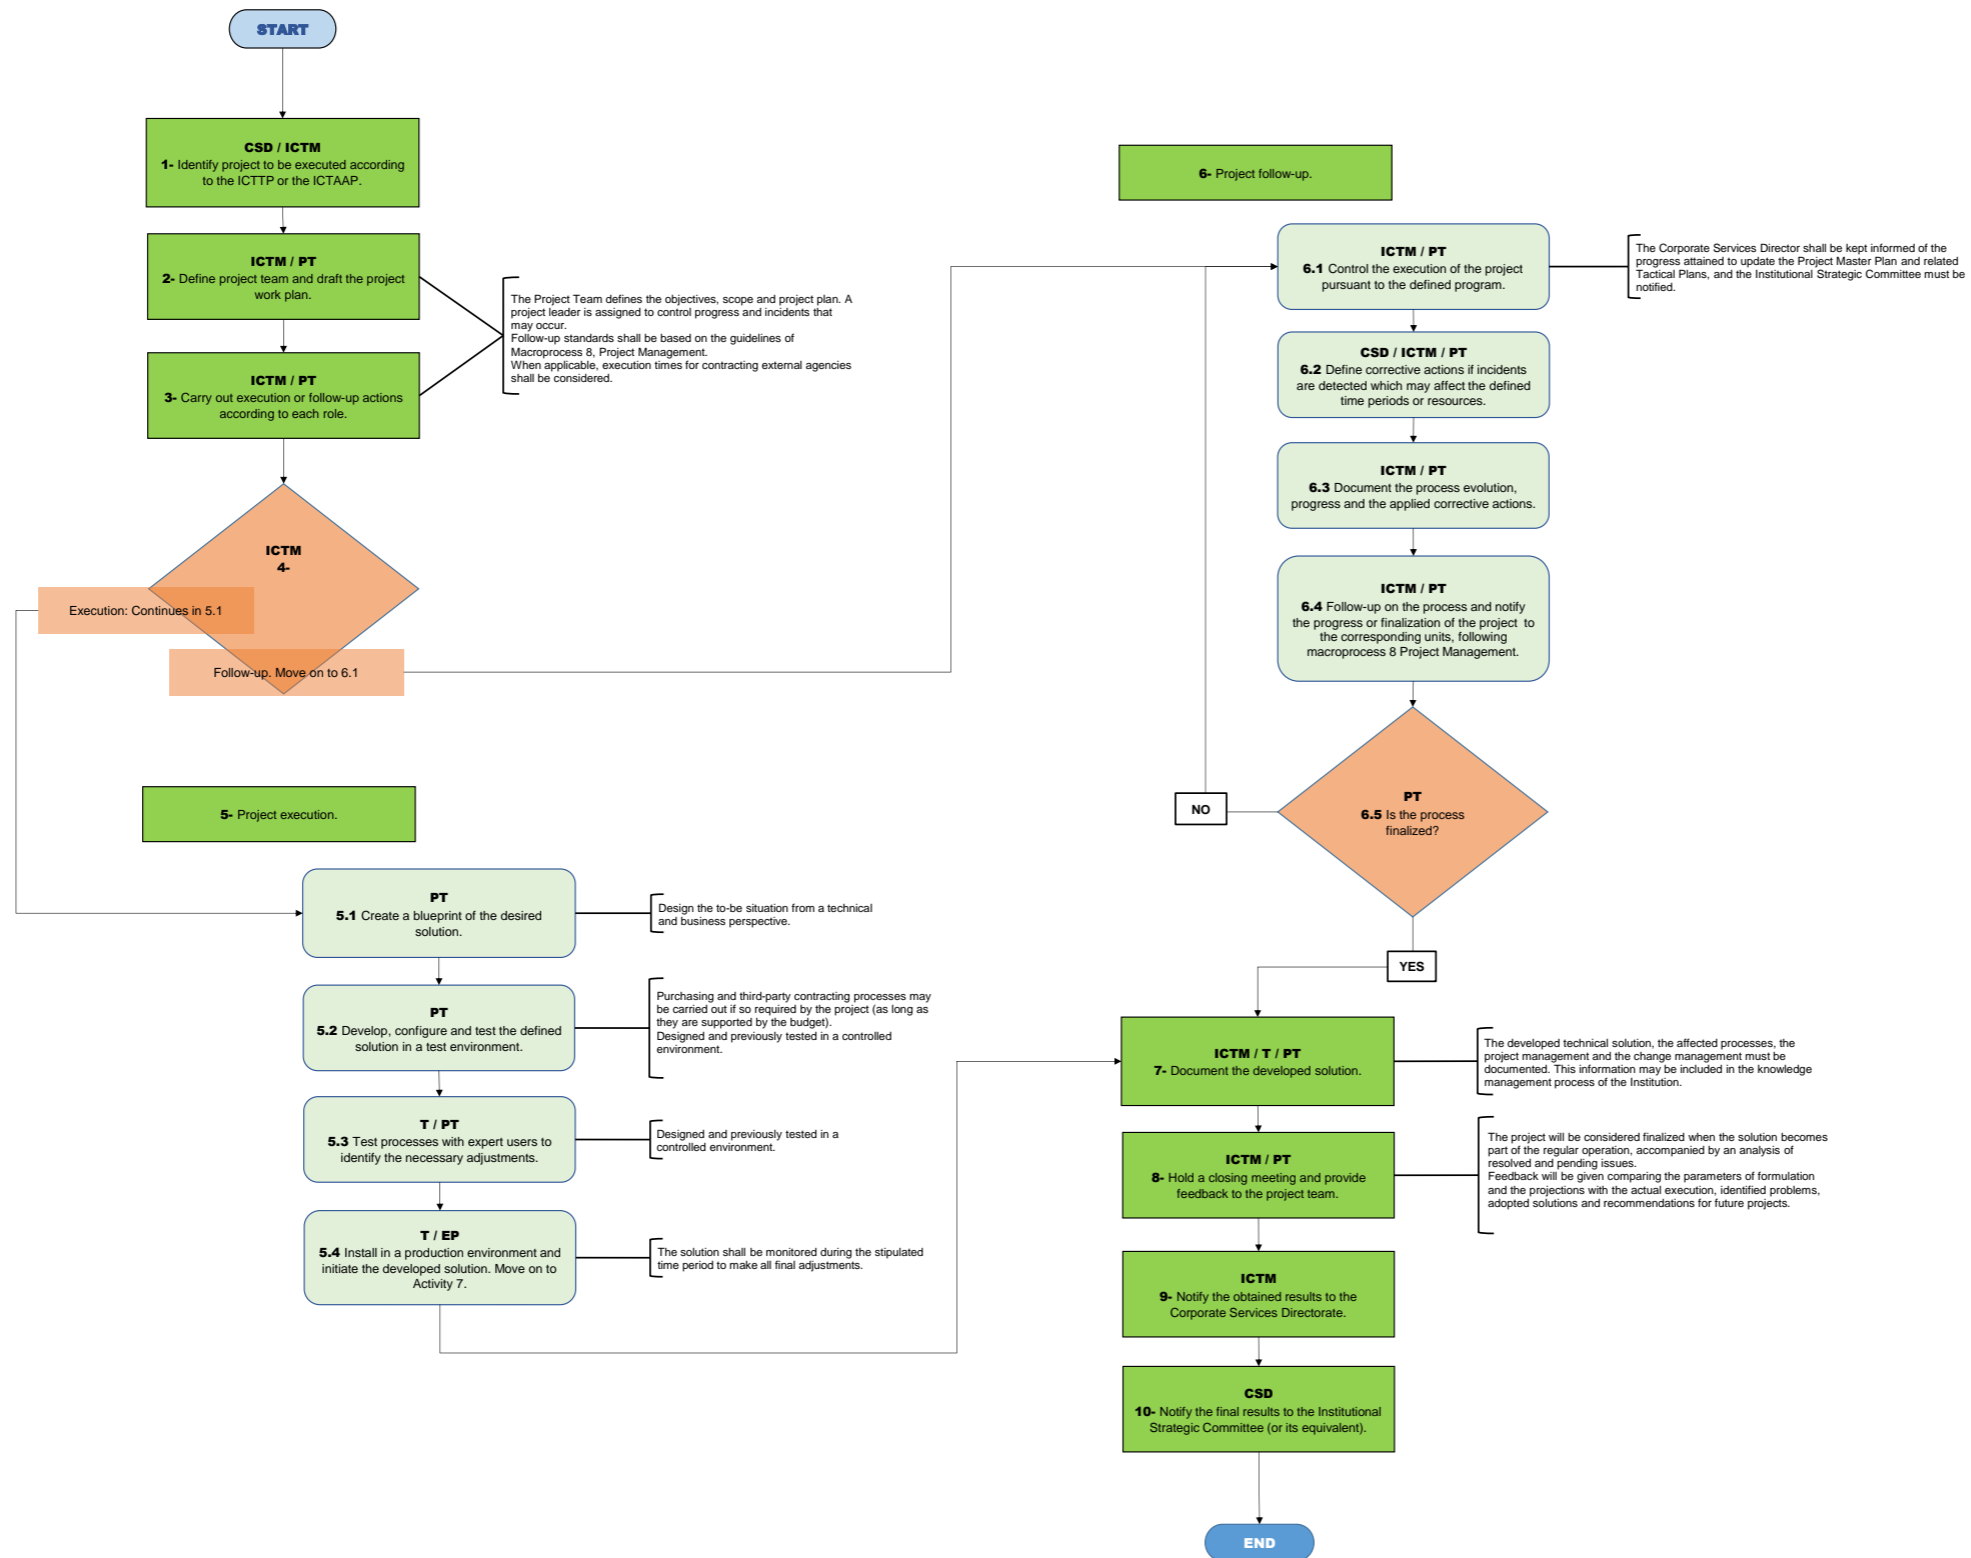 START
CSD / ICTM
1- Identify project to be executed according
to the ICTTP or the ICTAAP.
ICTM / PT
2- Define project team and draft the project
work plan.
The Project Team defines the objectives, scope and project plan. A
project leader is assigned to control progress and incidents that
may occur.
Follow-up standards shall be based on the guidelines of
Macroprocess 8, Project Management.
When applicable, execution times for contracting external agencies
shall be considered.
ICTM / PT
3- Carry out execution or follow-up actions
according to each role.
ICTM
4-
Execution: Continues in 5.1
Follow-up. Move on to 6.1
5- Project execution.
PT
5.1 Create a blueprint of the desired
solution.
Design the to-be situation from a technical
and business perspective.
PT
5.2 Develop, configure and test the defined
solution in a test environment.
Purchasing and third-party contracting processes may
be carried out if so required by the project (as long as
they are supported by the budget).
Designed and previously tested in a controlled
environment.
T / PT
5.3 Test processes with expert users to
identify the necessary adjustments.
Designed and previously tested in a
controlled environment.
T / EP
5.4 Install in a production environment and
initiate the developed solution. Move on to
Activity 7.
The solution shall be monitored during the stipulated
time period to make all final adjustments.
6- Project follow-up.
ICTM / PT
6.1 Control the execution of the project
pursuant to the defined program.
The Corporate Services Director shall be kept informed of the
progress attained to update the Project Master Plan and related
Tactical Plans, and the Institutional Strategic Committee must be
notified.
CSD / ICTM / PT
6.2 Define corrective actions if incidents
are detected which may affect the defined
time periods or resources.
ICTM / PT
6.3 Document the process evolution,
progress and the applied corrective actions.
ICTM / PT
6.4 Follow-up on the process and notify
the progress or finalization of the project to
the corresponding units, following
macroprocess 8 Project Management.
PT
6.5 Is the process
finalized?
NO
YES
ICTM / T / PT
7- Document the developed solution.
The developed technical solution, the affected processes, the
project management and the change management must be
documented. This information may be included in the knowledge
management process of the Institution.
ICTM / PT
8- Hold a closing meeting and provide
feedback to the project team.
The project will be considered finalized when the solution becomes
part of the regular operation, accompanied by an analysis of
resolved and pending issues.
Feedback will be given comparing the parameters of formulation
and the projections with the actual execution, identified problems,
adopted solutions and recommendations for future projects.
ICTM
9- Notify the obtained results to the
Corporate Services Directorate.
CSD
10- Notify the final results to the Institutional
Strategic Committee (or its equivalent).
END